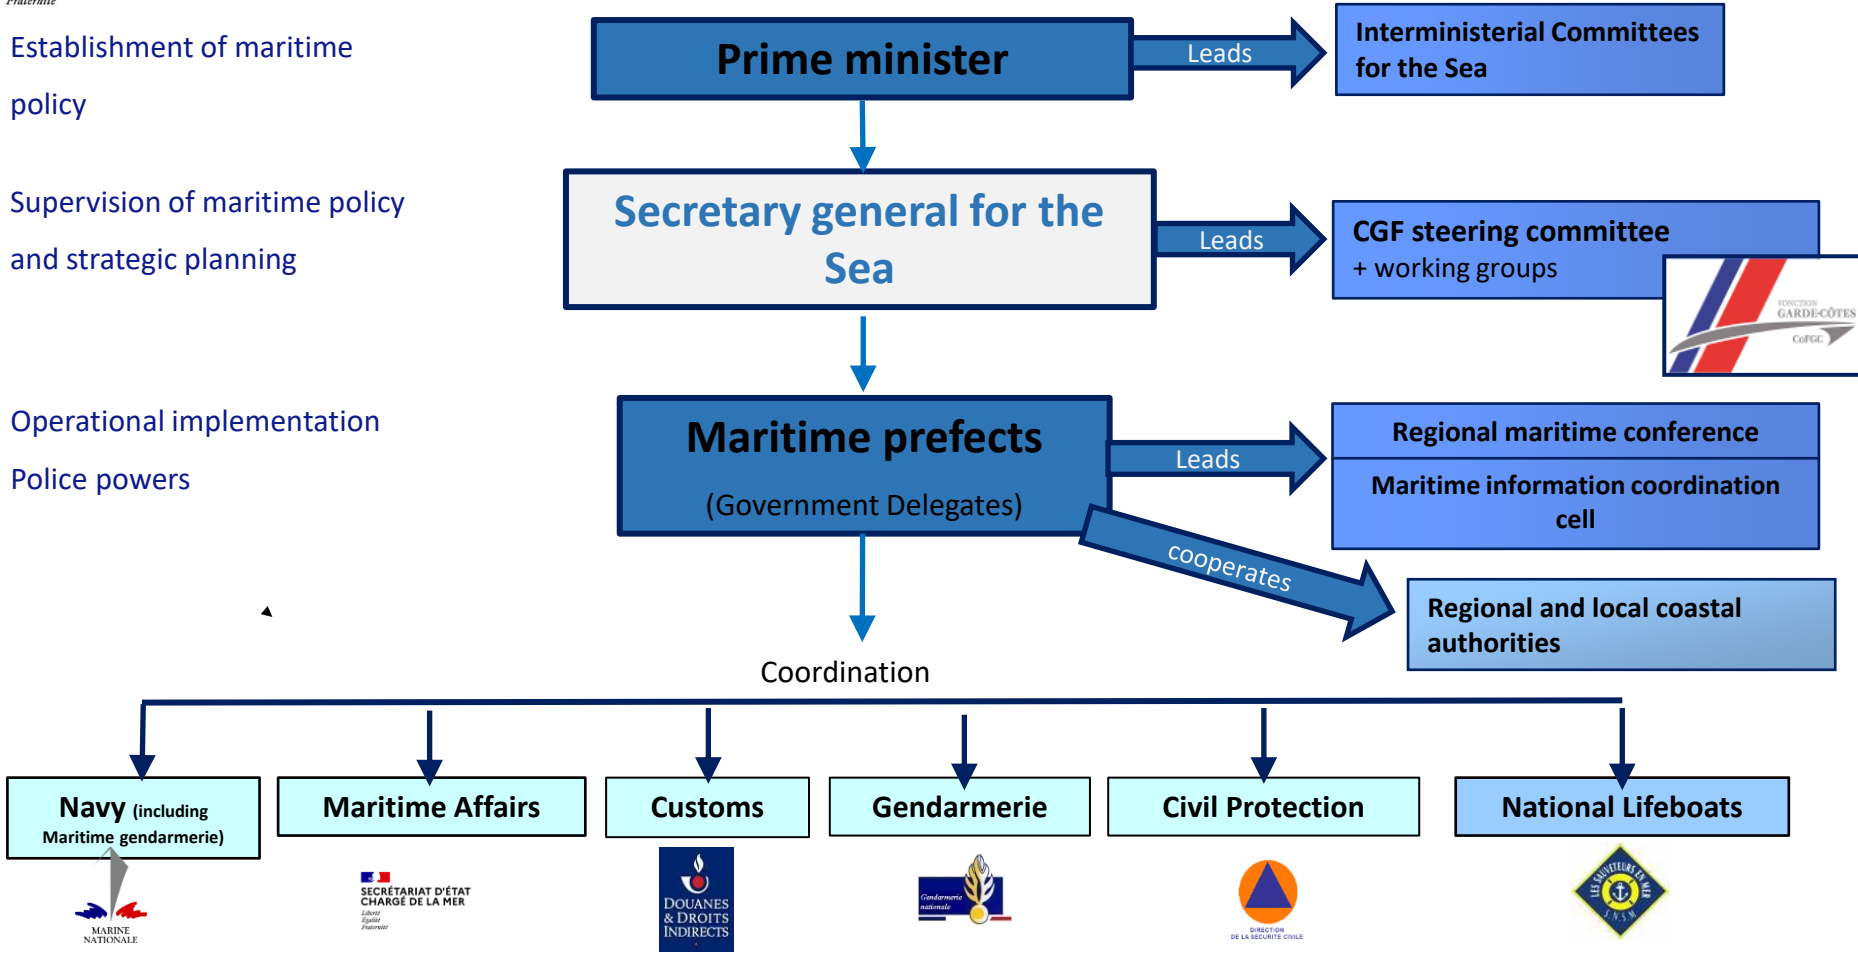 Fraternité
Establishment of maritime
policy
Prime minister
Leads
Interministerial Committees
for the Sea
Supervision of maritime policy
and strategic planning
Secretary general for the
Sea
Leads
CGF steering committee
+ working groups
FONCTION
GARDE-CÔTES
CoFGC
Operational implementation
Police powers
Maritime prefects
(Government Delegates)
Leads
Regional maritime conference
Maritime information coordination
cell
cooperates
Regional and local coastal
authorities
Coordination
Navy (including
Maritime gendarmerie)
Maritime Affairs
Customs
Gendarmerie
Civil Protection
National Lifeboats
MARINE
NATIONALE
SECRÉTARIAT D'ÉTAT
CHARGÉ DE LA MER
Liberté
Égalité
Fraternité
DOUANES
& DROITS
INDIRECTS
Gendarmerie
nationale
DIRECTION
DE LA SECURITE CIVILE
LES SAUVETEURS EN MER
S.N.S.M